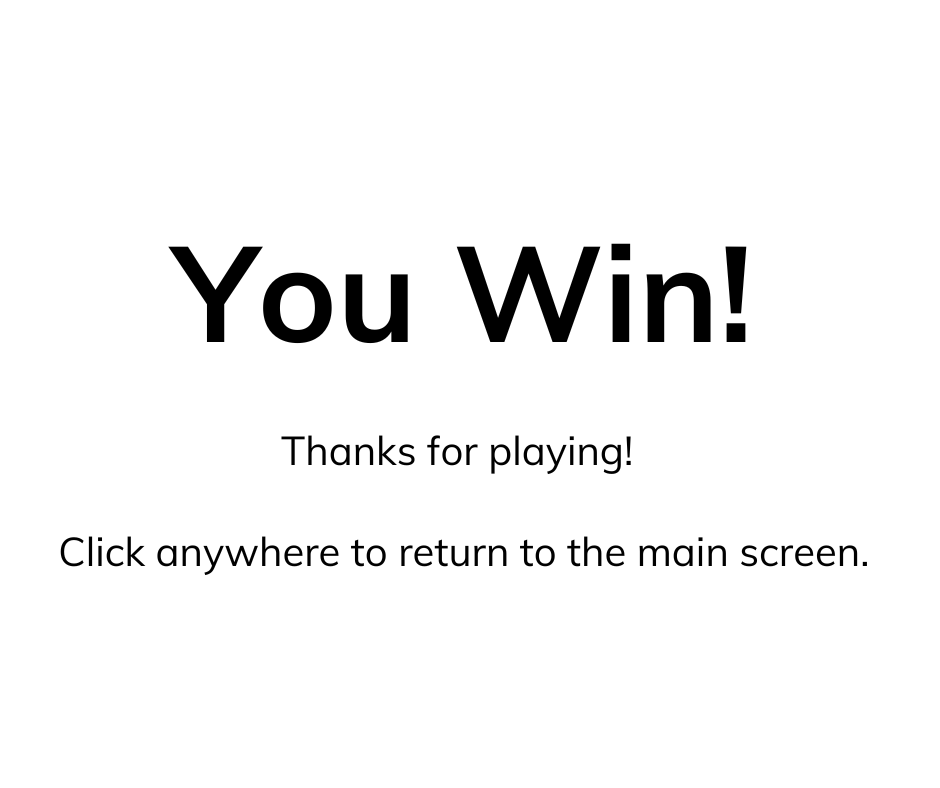 You Win!
Thanks for playing!
Click anywhere to return to the main screen.